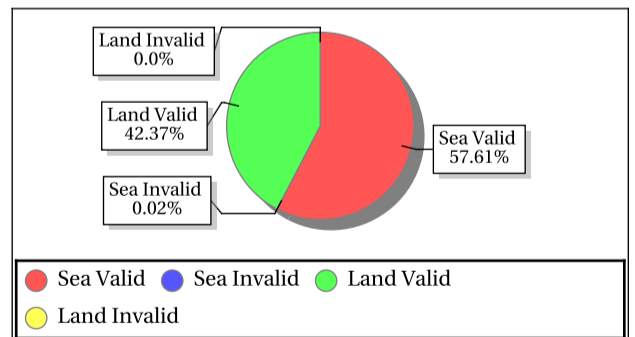 Land Invalid
0.0%
Land Valid
42.37%
Sea Valid
57.61%
Sea Invalid
0.02%
Sea Valid
Sea Invalid
Land Valid
Land Invalid